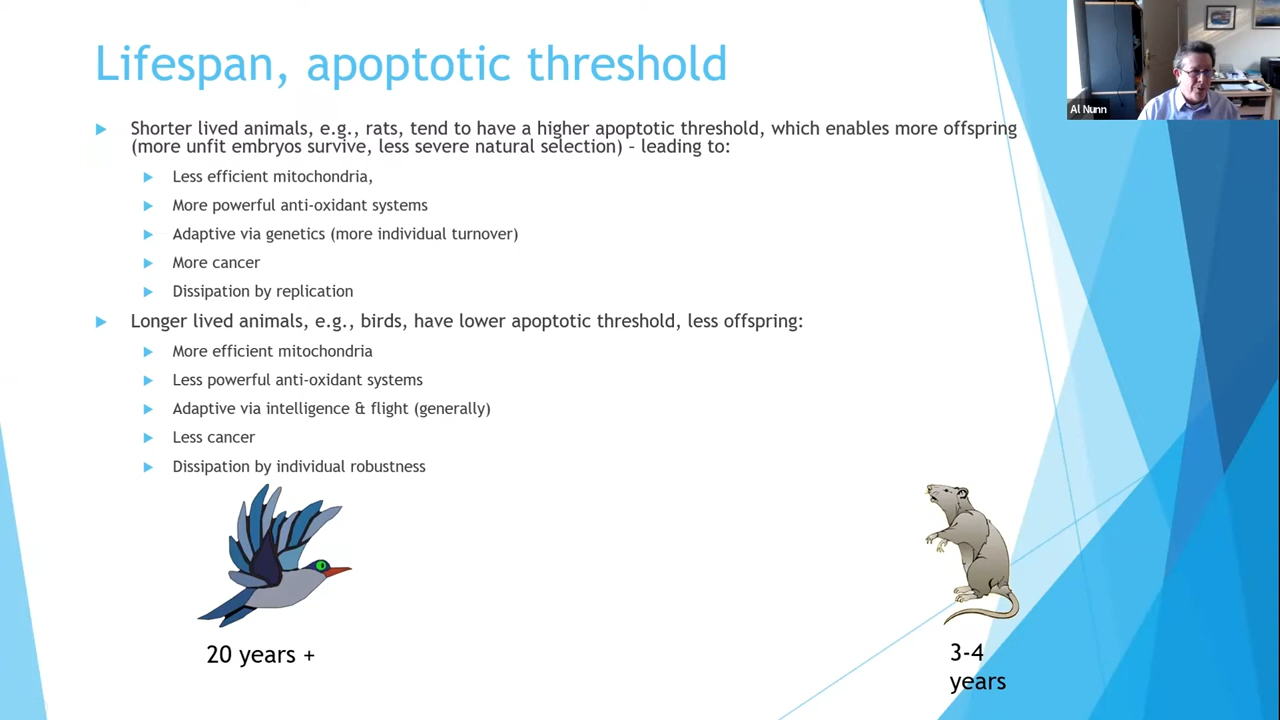 Lifespan, apoptotic threshold
Al Nunn
Shorter lived animals, e.g., rats, tend to have a higher apoptotic threshold, which enables more offspring
(more unfit embryos survive, less severe natural selection) – leading to:
Less efficient mitochondria,
More powerful anti-oxidant systems
Adaptive via genetics (more individual turnover)
More cancer
Dissipation by replication
Longer lived animals, e.g., birds, have lower apoptotic threshold, less offspring:
More efficient mitochondria
Less powerful anti-oxidant systems
Adaptive via intelligence & flight (generally)
Less cancer
Dissipation by individual robustness
20 years +
3-4
years